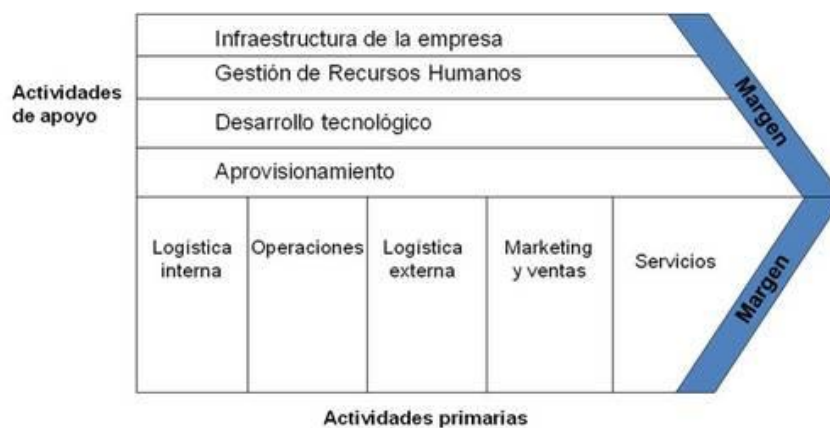 Infraestructura de la empresa
Gestión de Recursos Humanos
Actividades
de apoyo
Desarrollo tecnológico
Aprovisionamiento
Margen
Logística
interna
Operaciones
Logística
externa
Marketing
y ventas
Servicios
Margen
Actividades primarias